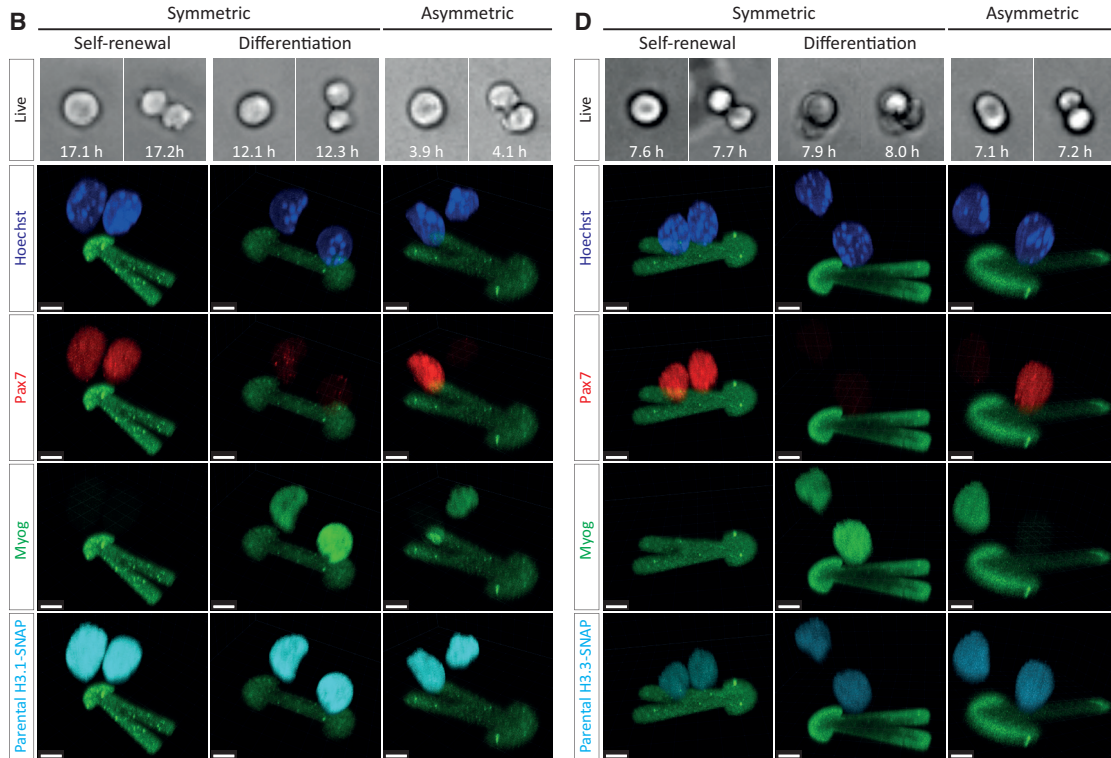 B
Symmetric
Asymmetric
Self-renewal
Differentiation
Live
17.1 h
17.2h
12.1 h
12.3 h
3.9 h
4.1 h
Hoechst
Pax7
Myog
Parental H3.1-SNAP
D
Symmetric
Asymmetric
Self-renewal
Differentiation
Live
7.6 h
7.7 h
7.9 h
8.0 h
7.1 h
7.2 h
Hoechst
Pax7
Myog
Parental H3.3-SNAP